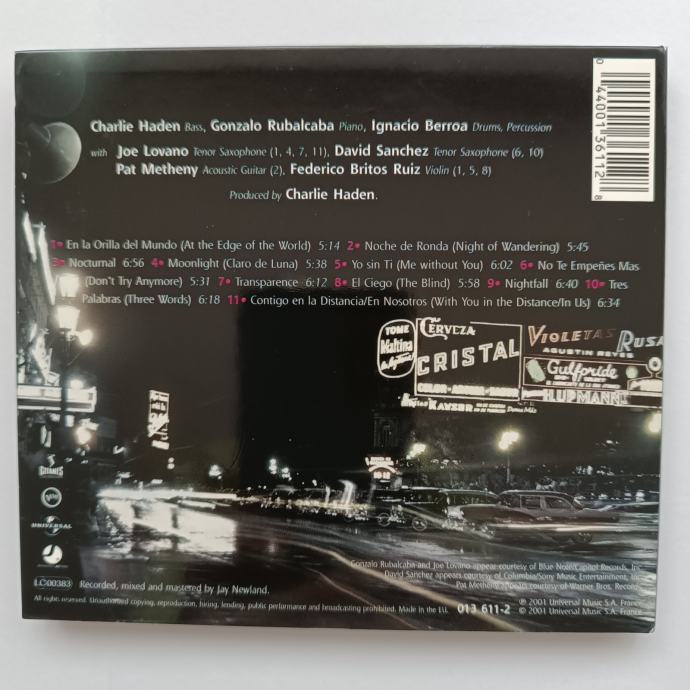 0 44001 36112 8
Charlie Haden Bass, Gonzalo Rubalcaba Piano, Ignacio Berroa Drums, Percussion
with Joe Lovano Tenor Saxophone (1, 4, 7, 11), David Sanchez Tenor Saxophone (6, 10)
Pat Metheny Acoustic Guitar (2), Federico Britos Ruiz Violin (1, 5, 8)
Produced by Charlie Haden.
1• En la Orilla del Mundo (At the Edge of the World) 5:14 2• Noche de Ronda (Night of Wandering) 5:45
3• Nocturnal 6:56 4• Moonlight (Claro de Luna) 5:38 5• Yo sin Ti (Me without You) 6:02 6• No Te Empeñes Mas
(Don't Try Anymore) 5:31 7• Transparence 6:12 8• El Ciego (The Blind) 5:58 9• Nightfall 6:40 10• Tres
Palabras (Three Words) 6:18 11• Contigo en la Distancia/En Nosotros (With You in the Distance/In Us) 6:34
TOME
Maltina
CERVEZA
CRISTAL
VIOLETAS RUSA
AGUSTIN REYES
Gulfpride
H.UPMANN
KAYSER
GITANES
Verve
UNIVERSAL
Gonzalo Rubalcaba and Joe Lovano appear courtesy of Blue Note/Capitol Records, Inc.
David Sanchez appears courtesy of Columbia/Sony Music Entertainment, Inc.
Pat Metheny appears courtesy of Warner Bros. Records
LC00383 Recorded, mixed and mastered by Jay Newland.
All rights reserved. Unauthorized copying, reproduction, hiring, lending, public performance and broadcasting prohibited. Made in the E.U. 013 611-2 ℗ 2001 Universal Music S.A. France
© 2001 Universal Music S.A. France